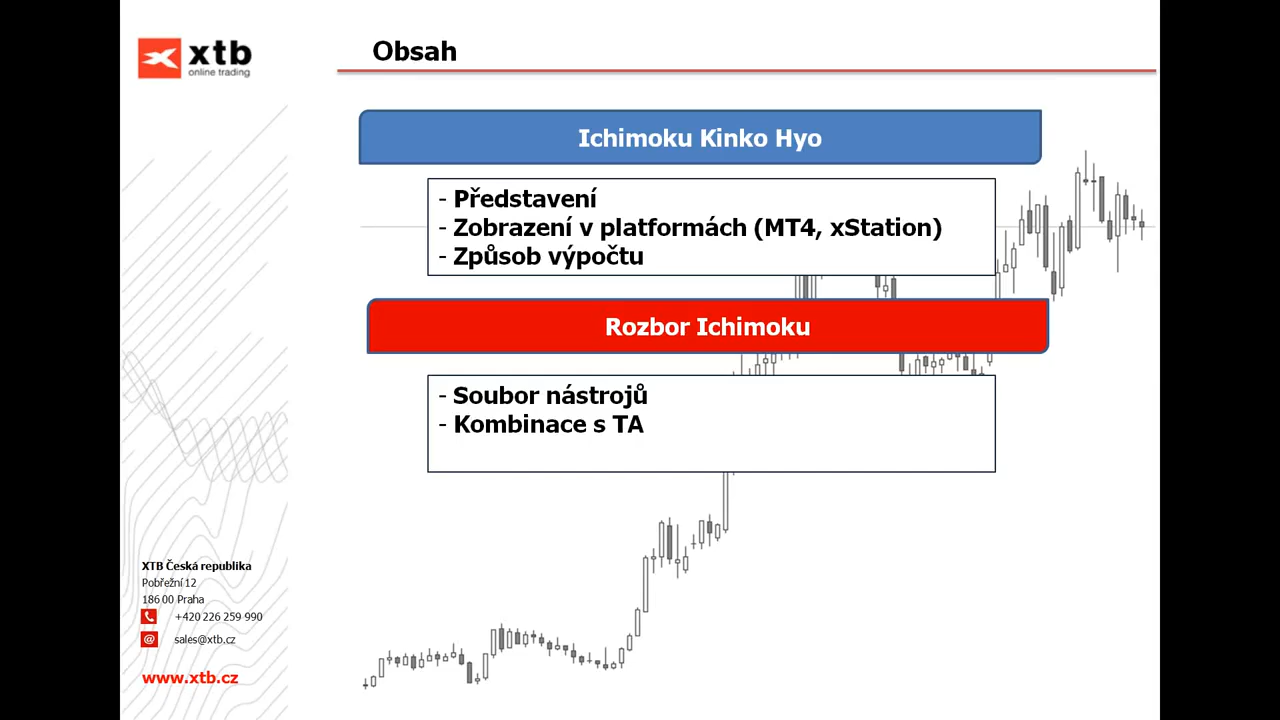 xtb
online trading
Obsah
Ichimoku Kinko Hyo
- Představení
- Zobrazení v platformách (MT4, xStation)
- Způsob výpočtu
Rozbor Ichimoku
- Soubor nástrojů
- Kombinace s TA
XTB Česká republika
Pobřežní 12
186 00 Praha
+420 226 259 990
@ sales@xtb.cz
www.xtb.cz